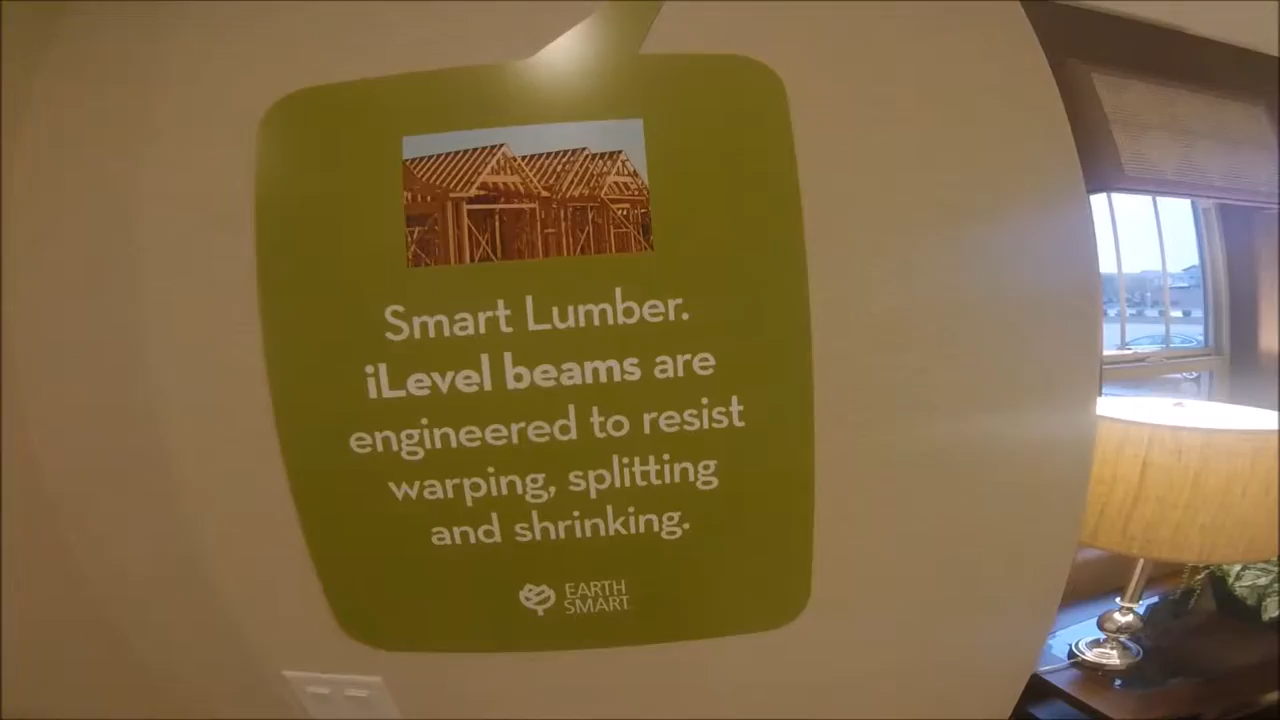 Smart Lumber.
iLevel beams are
engineered to resist
warping, splitting
and shrinking.
EARTH
SMART